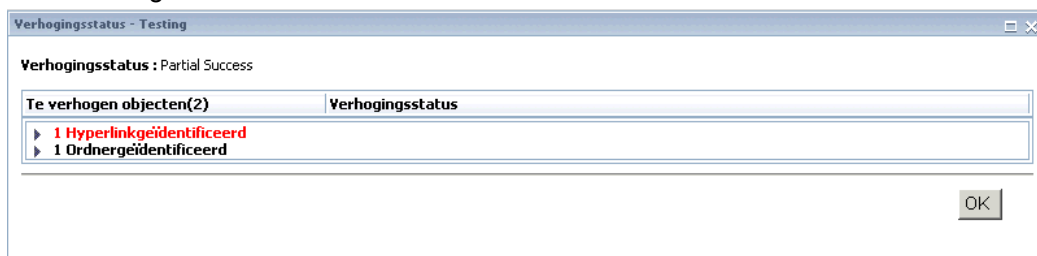 Verhogingsstatus - Testing
Verhogingsstatus : Partial Success
Te verhogen objecten(2) Verhogingsstatus
1 Hyperlinkgeïdentificeerd
1 Ordnergeïdentificeerd
OK